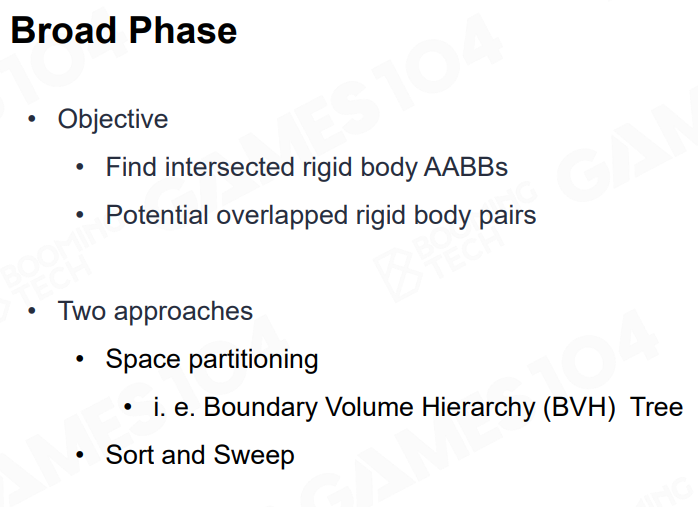 Broad Phase
• Objective
• Find intersected rigid body AABBs
• Potential overlapped rigid body pairs
• Two approaches
• Space partitioning
• i. e. Boundary Volume Hierarchy (BVH) Tree
• Sort and Sweep
GAMES104
BOOMING
TECH
GAMES104
BOOMING
TECH
GAMES104
GAMES104